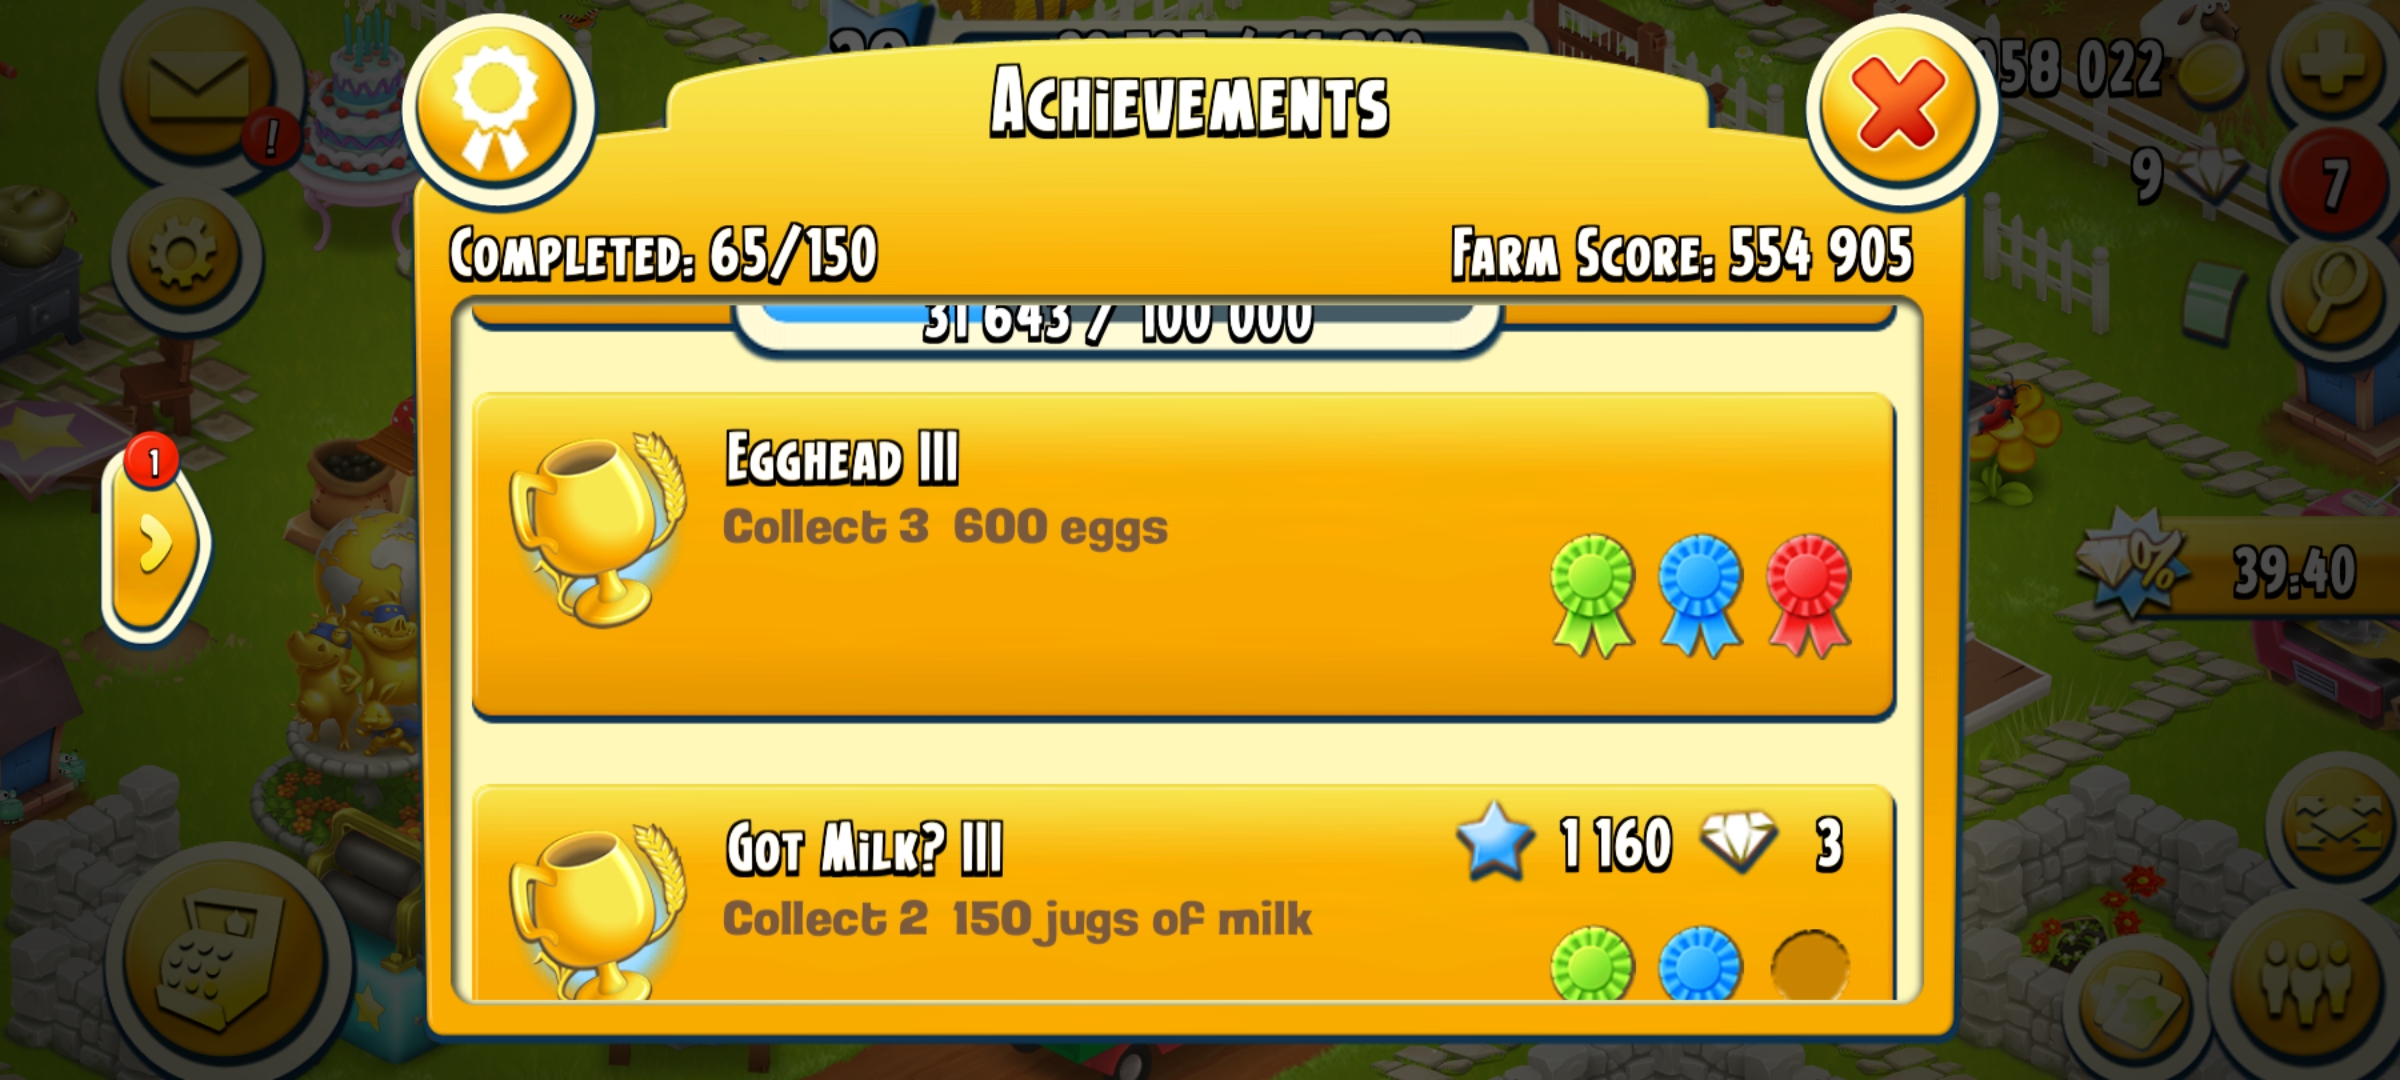 ACHIEVEMENTS
COMPLETED: 65/150
FARM SCORE: 554 905
31 643 / 100 000
EGGHEAD III
Collect 3 600 eggs
GOT MILK? III
1 160
3
Collect 2 150 jugs of milk
!
058 022
9
7
1
%
39:40